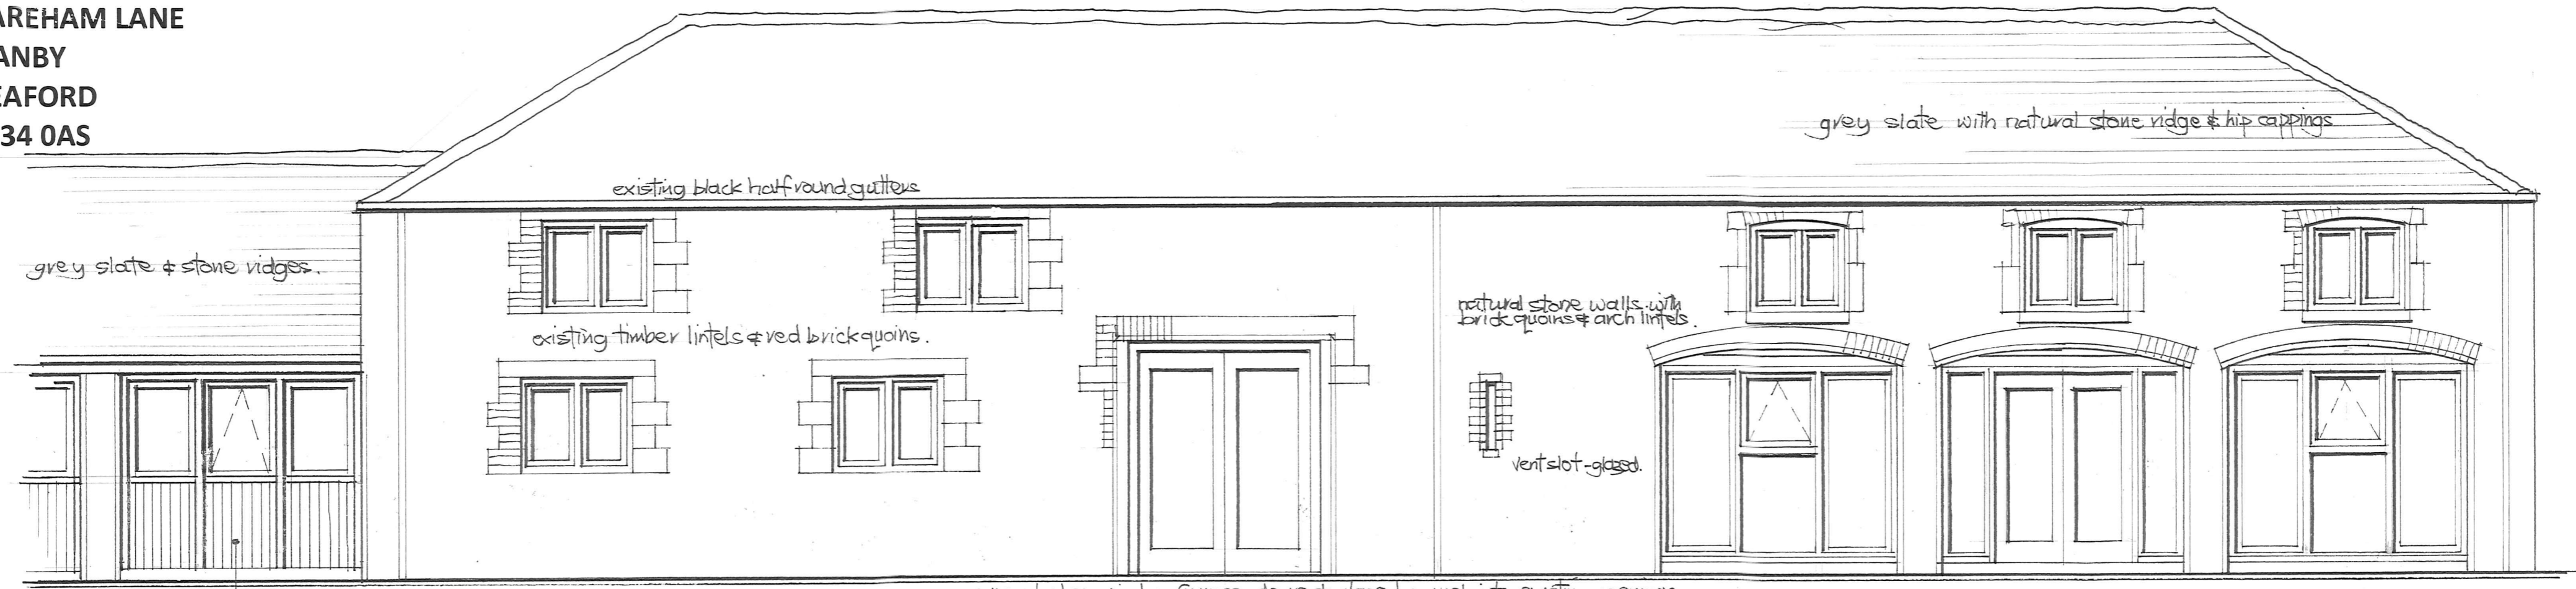 AREHAM LANE
ANBY
EAFORD
34 0AS
grey slate with natural stone ridge & hip cappings
existing black half round gutters
grey slate & stone ridges.
natural stone walls with
brick quoins & arch lintels.
existing timber lintels & red brick quoins.
vent slot - glazed.